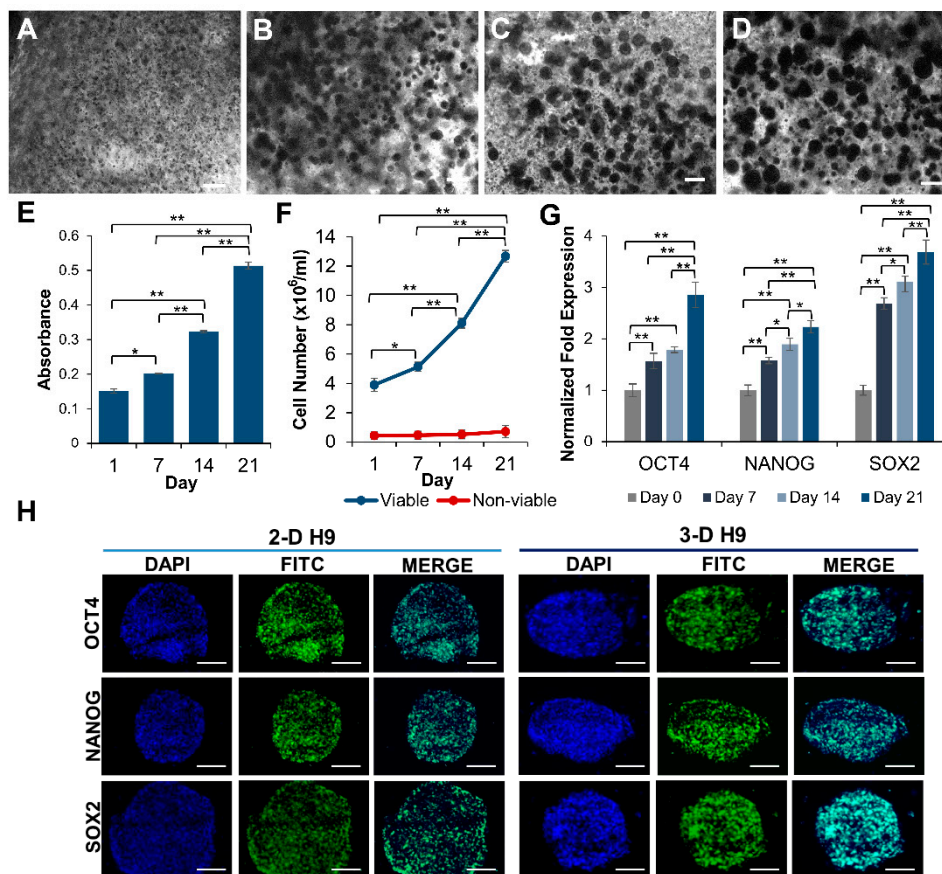 A B C D
E F G
** ** **
** **
*
0.6
0.5
0.4
0.3
0.2
0.1
0
Absorbance
1 7 14 21
Day
** ** **
** **
*
14
12
10
8
6
4
2
0
Cell Number (x10⁶/ml)
1 7 14 21
Day
Viable Non-viable
** ** ** ** **
** ** ** * ** *
** ** ** ** * **
4
3
2
1
0
Normalized Fold Expression
OCT4 NANOG SOX2
Day 0 Day 7 Day 14 Day 21
H
2-D H9 3-D H9
DAPI FITC MERGE DAPI FITC MERGE
OCT4
NANOG
SOX2